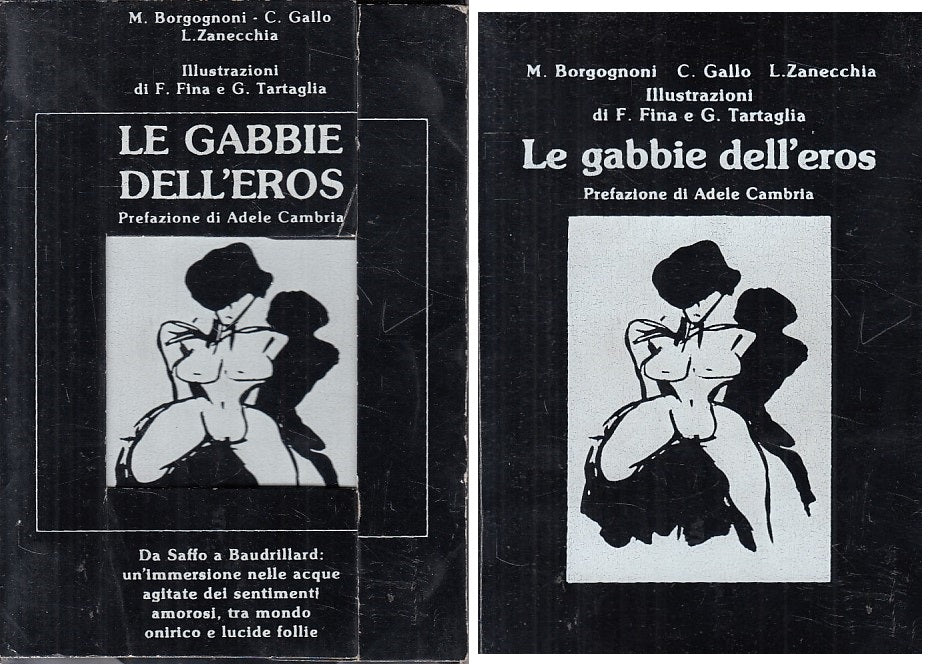 M. Borgognoni - C. Gallo
L.Zanecchia
Illustrazioni
di F. Fina e G. Tartaglia
LE GABBIE
DELL'EROS
Prefazione di Adele Cambria
Da Saffo a Baudrillard:
un'immersione nelle acque
agitate dei sentimenti
amorosi, tra mondo
onirico e lucide follie
M. Borgognoni C. Gallo L.Zanecchia
Illustrazioni
di F. Fina e G. Tartaglia
Le gabbie dell'eros
Prefazione di Adele Cambria